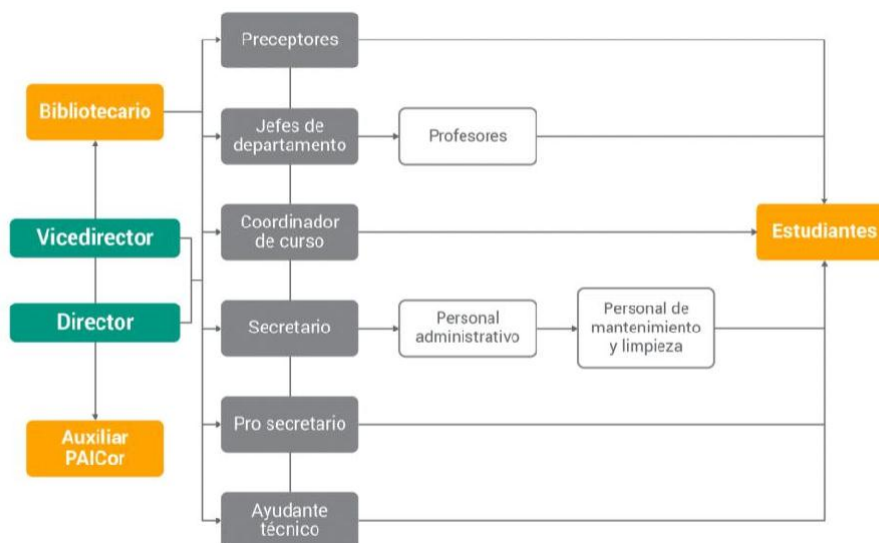 Preceptores
Bibliotecario
Jefes de
departamento
Profesores
Vicedirector
Coordinador
de curso
Estudiantes
Director
Secretario
Personal
administrativo
Personal de
mantenimiento
y limpieza
Auxiliar
PAICor
Pro secretario
Ayudante
técnico